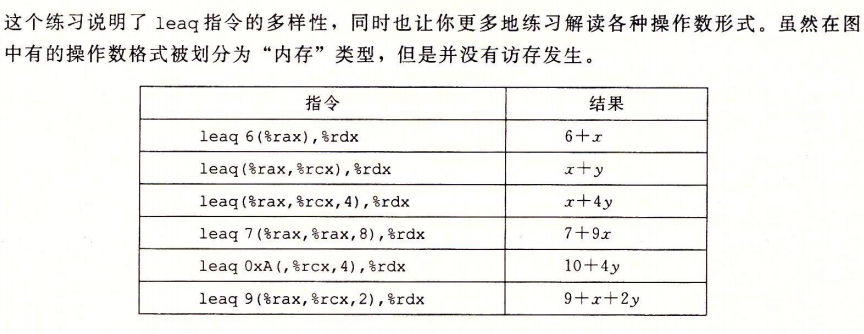 这个练习说明了 leaq 指令的多样性，同时也让你更多地练习解读各种操作数形式。虽然在图
中有的操作数格式被划分为“内存”类型，但是并没有访存发生。
指令 结果
leaq 6(%rax),%rdx 6+x
leaq(%rax,%rcx),%rdx x+y
leaq(%rax,%rcx,4),%rdx x+4y
leaq 7(%rax,%rax,8),%rdx 7+9x
leaq 0xA(,%rcx,4),%rdx 10+4y
leaq 9(%rax,%rcx,2),%rdx 9+x+2y